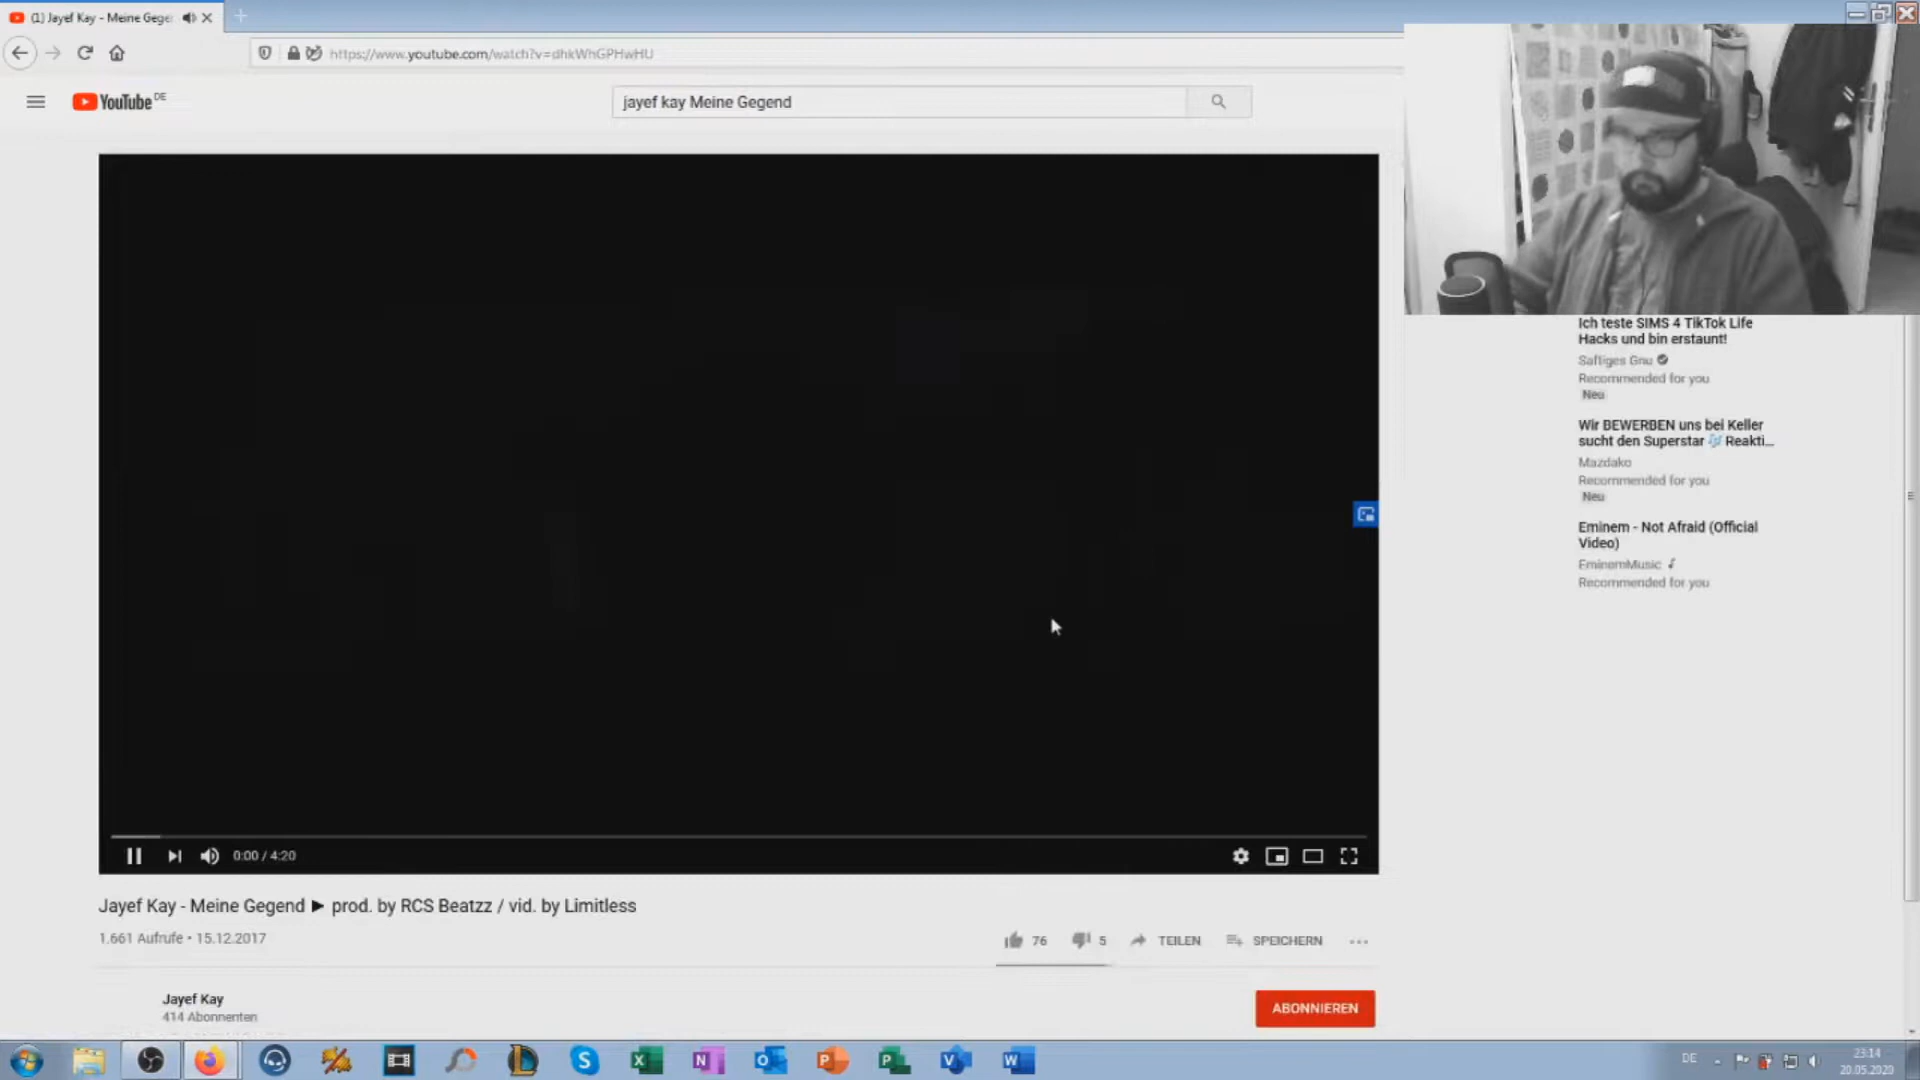 (1) Jayef Kay - Meine Gege
https://www.youtube.com/watch?v=dhkWhGPHwHU
YouTube DE
jayef kay Meine Gegend
Ich teste SIMS 4 TikTok Life
Hacks und bin erstaunt!
Saftiges Gnu
Recommended for you
Neu
Wir BEWERBEN uns bei Keller
sucht den Superstar 🎶 Reakti...
Mazdako
Recommended for you
Neu
Eminem - Not Afraid (Official
Video)
EminemMusic
Recommended for you
0:00 / 4:20
Jayef Kay - Meine Gegend ► prod. by RCS Beatzz / vid. by Limitless
1.661 Aufrufe • 15.12.2017
76 5 TEILEN SPEICHERN ...
Jayef Kay
414 Abonnenten
ABONNIEREN
DE
23:14
20.05.2020